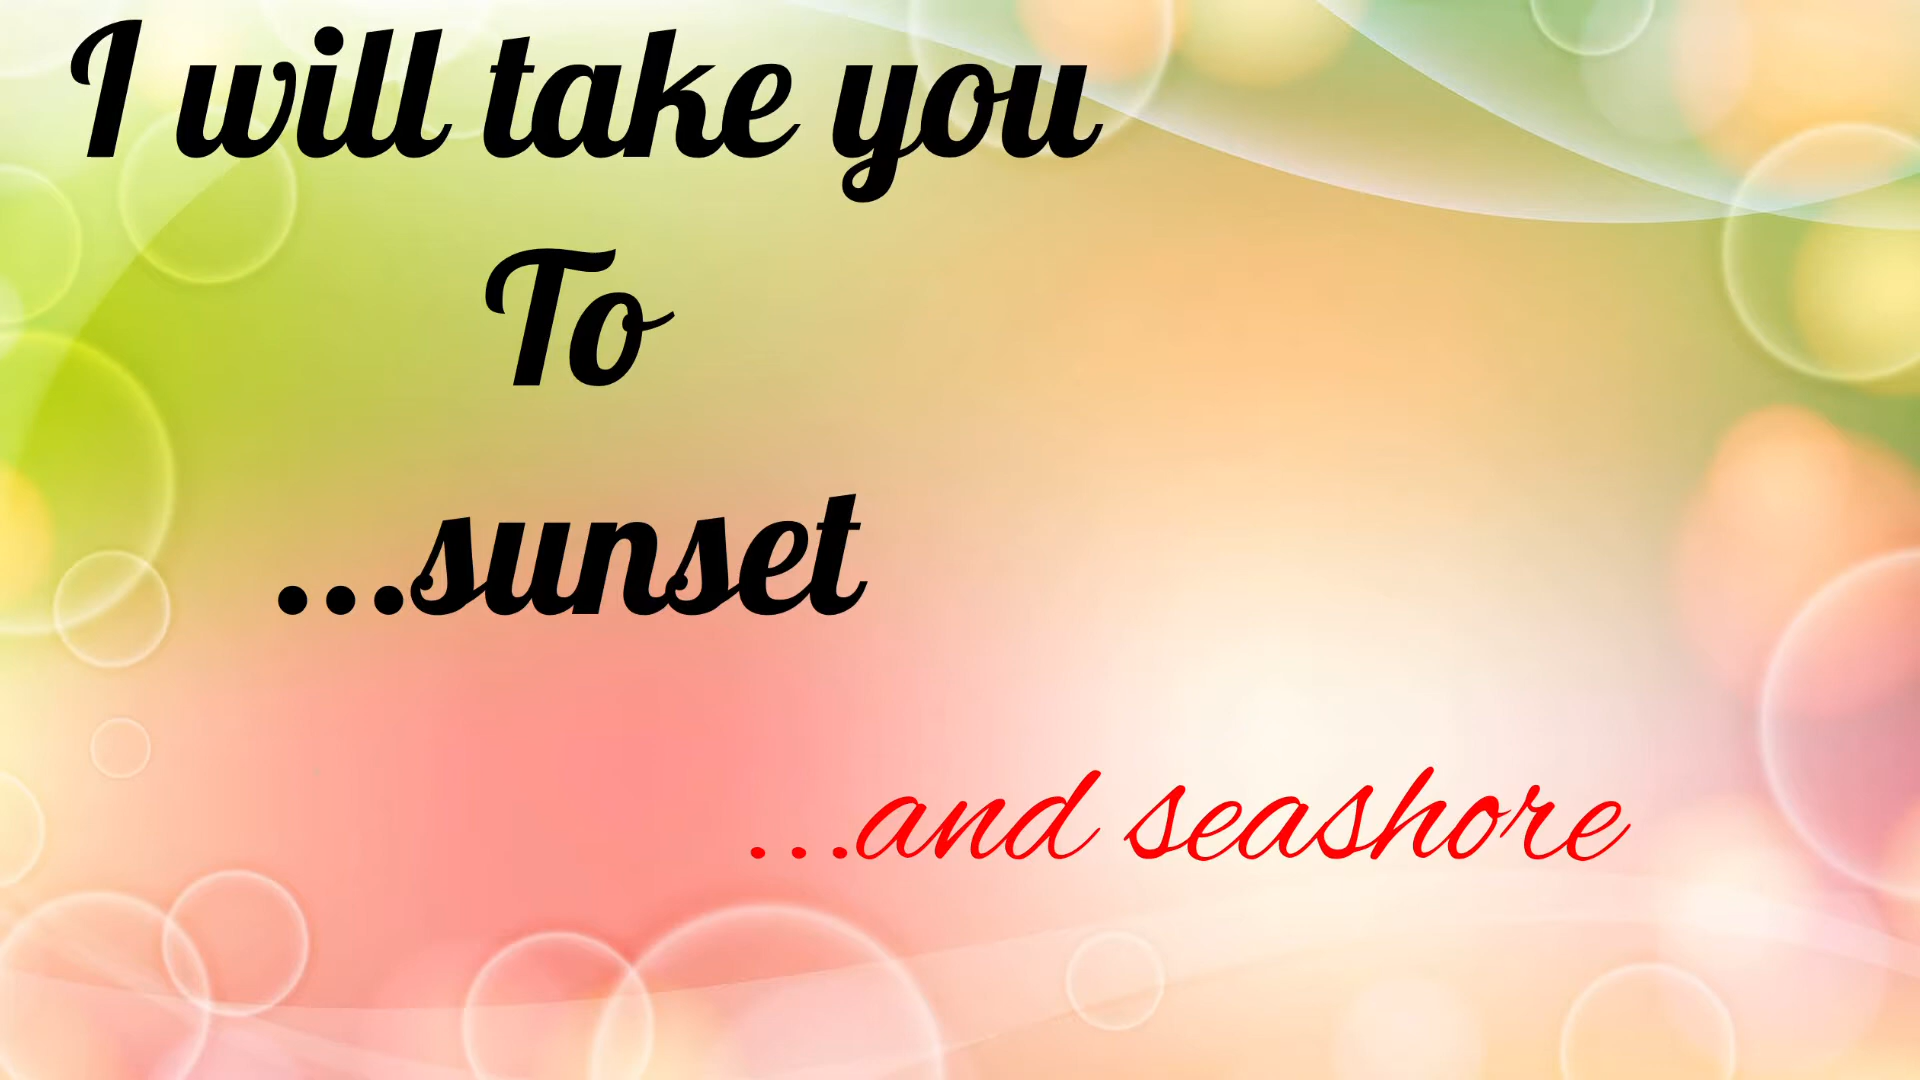 I will take you
To
...sunset
...and seashore